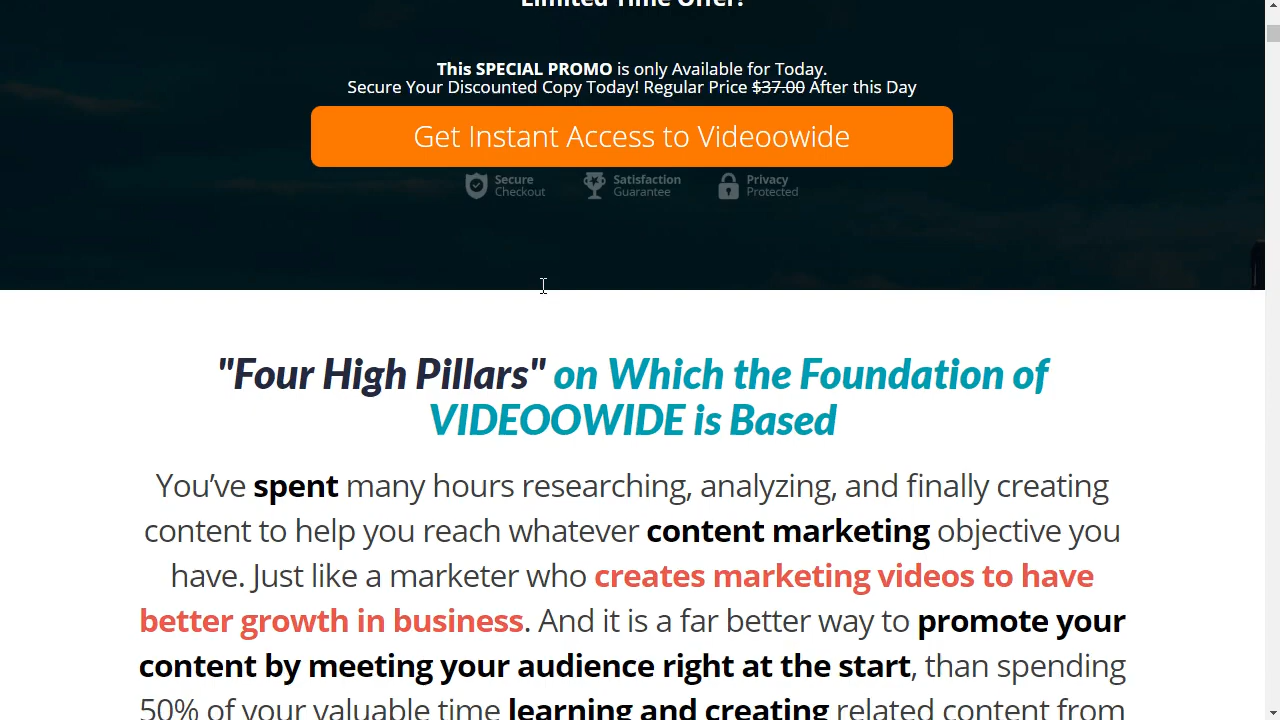 Limited Time Offer!
This SPECIAL PROMO is only Available for Today.
Secure Your Discounted Copy Today! Regular Price $37.00 After this Day
Get Instant Access to Videoowide
Secure Checkout
Satisfaction Guarantee
Privacy Protected
"Four High Pillars" on Which the Foundation of
VIDEOOWIDE is Based
You’ve spent many hours researching, analyzing, and finally creating
content to help you reach whatever content marketing objective you
have. Just like a marketer who creates marketing videos to have
better growth in business. And it is a far better way to promote your
content by meeting your audience right at the start, than spending
50% of your valuable time learning and creating related content from